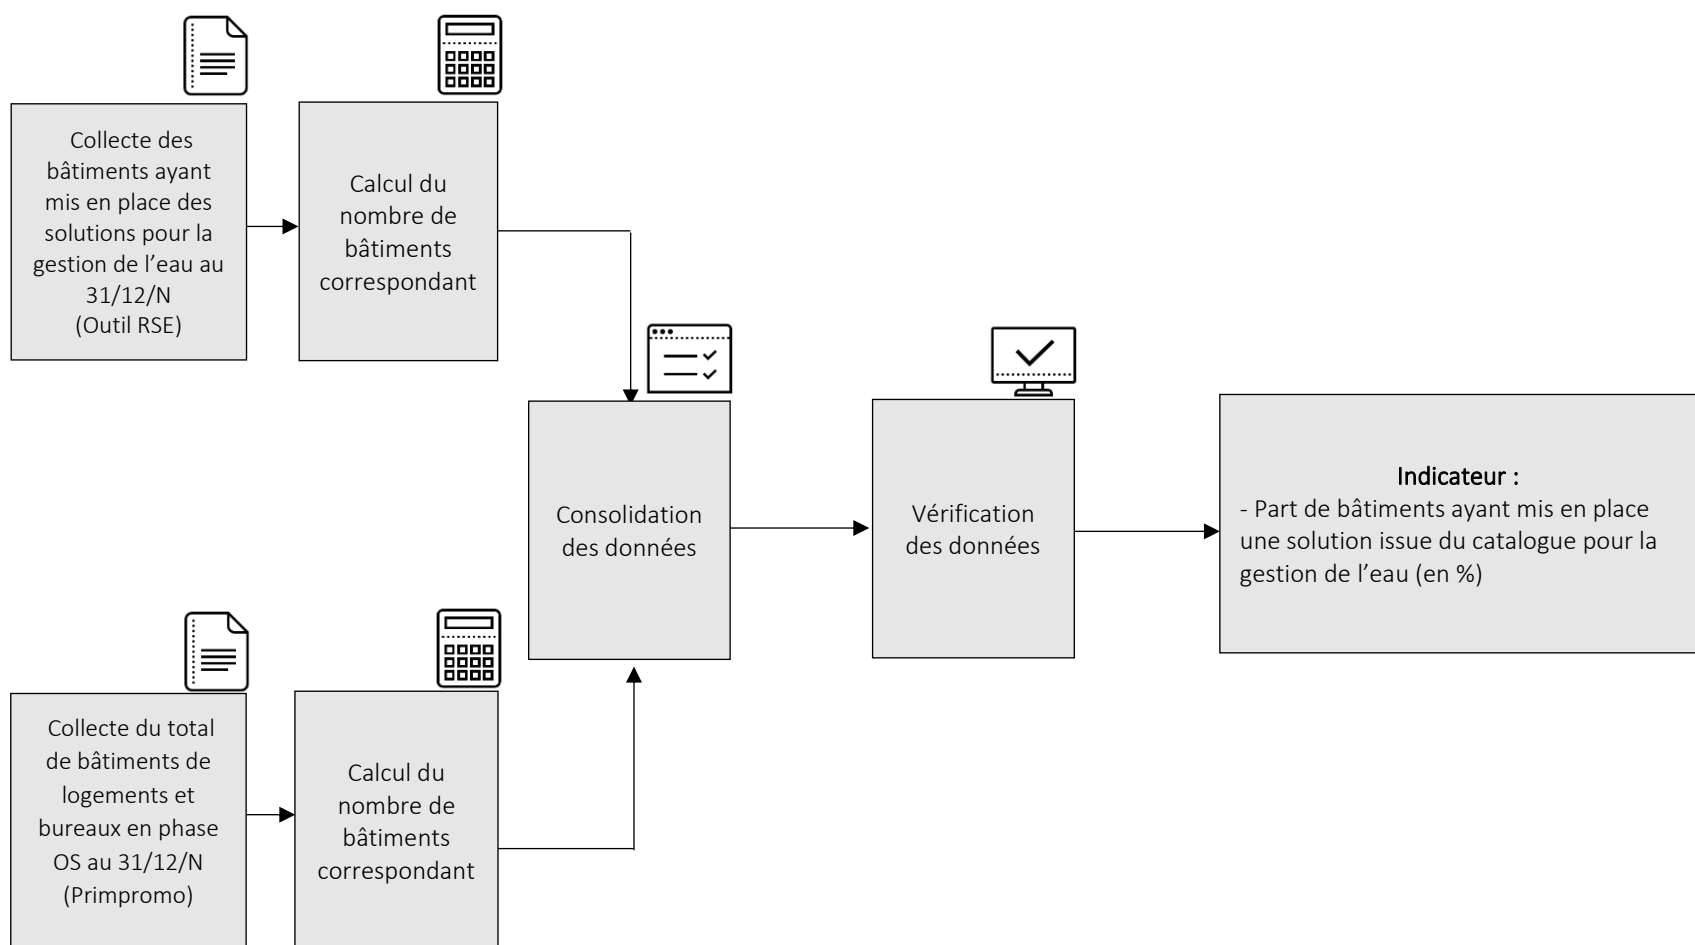 Collecte des
bâtiments ayant
mis en place des
solutions pour la
gestion de l’eau au
31/12/N
(Outil RSE)
Calcul du
nombre de
bâtiments
correspondant
Consolidation
des données
Vérification
des données
Indicateur :
- Part de bâtiments ayant mis en place
une solution issue du catalogue pour la
gestion de l’eau (en %)
Collecte du total
de bâtiments de
logements et
bureaux en phase
OS au 31/12/N
(Primpromo)
Calcul du
nombre de
bâtiments
correspondant